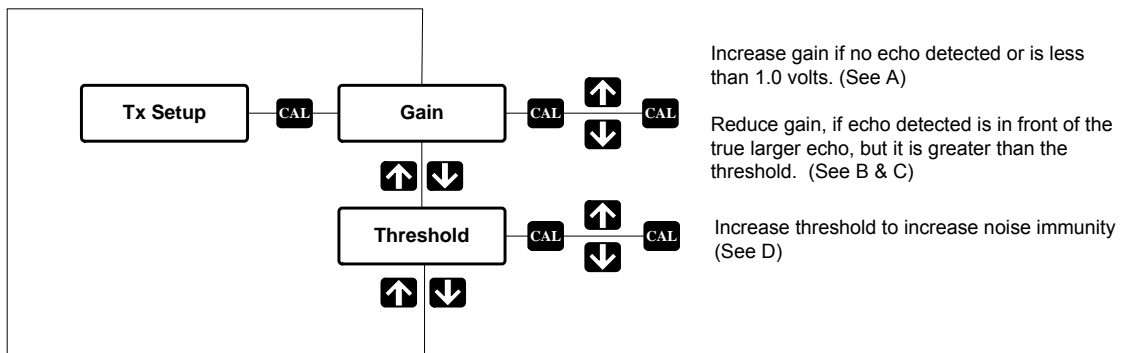 Tx Setup
CAL
Gain
CAL
CAL
Increase gain if no echo detected or is less
than 1.0 volts. (See A)
Reduce gain, if echo detected is in front of the
true larger echo, but it is greater than the
threshold.  (See B & C)
Threshold
CAL
CAL
Increase threshold to increase noise immunity
(See D)